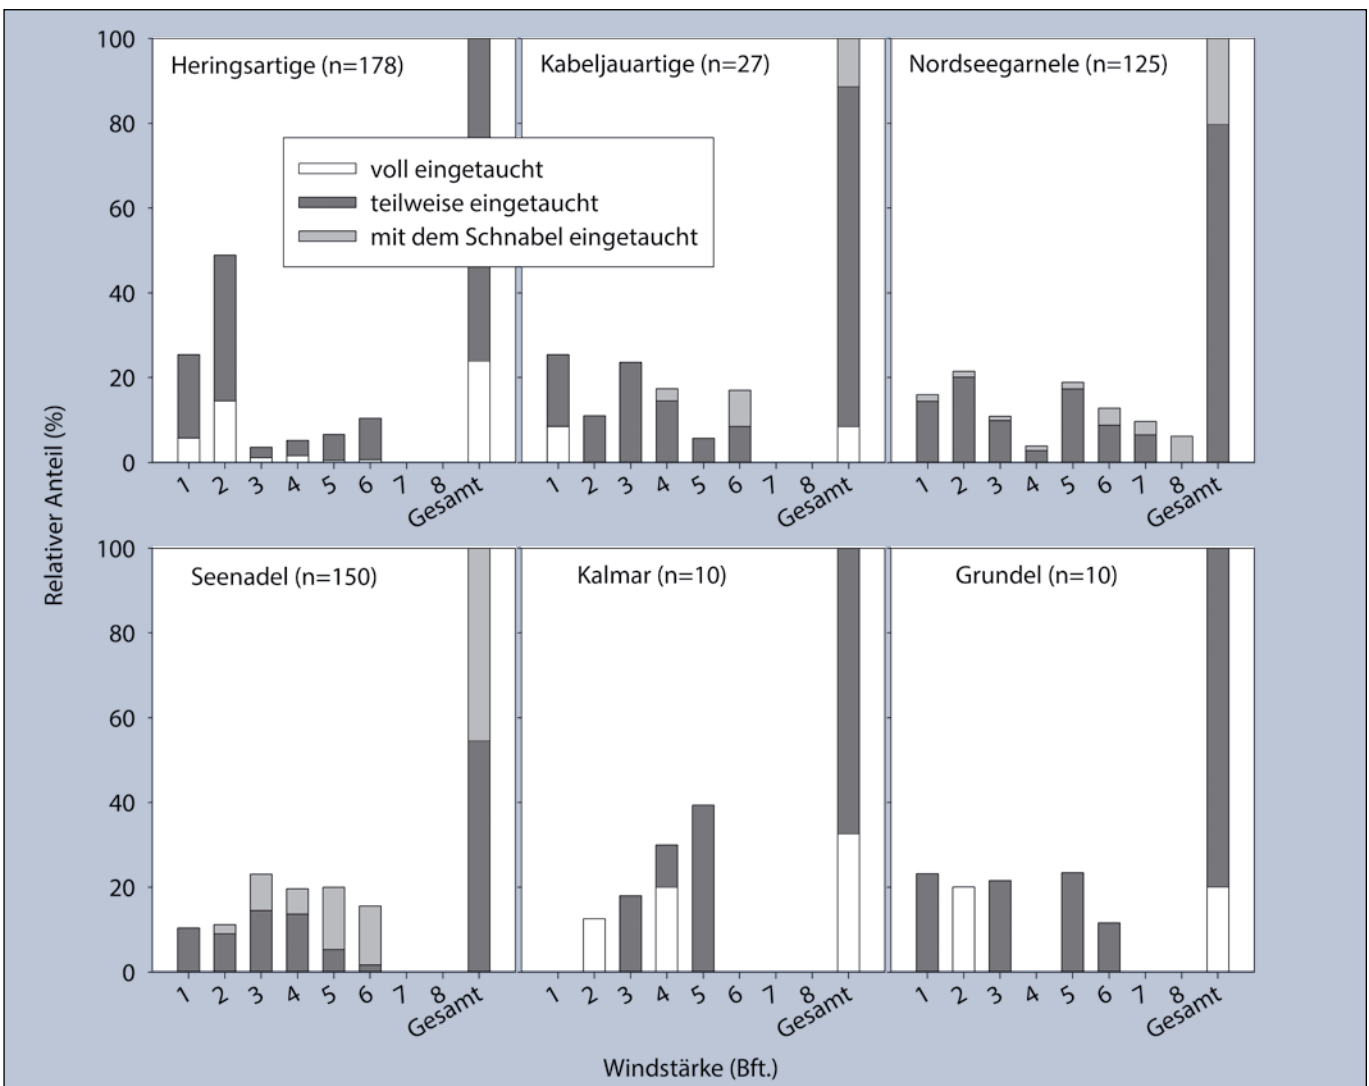 Heringsartige (n=178)
Kabeljauartige (n=27)
Nordseegarnele (n=125)
voll eingetaucht
teilweise eingetaucht
mit dem Schnabel eingetaucht
100
80
60
40
20
0
1 2 3 4 5 6 7 8 Gesamt
1 2 3 4 5 6 7 8 Gesamt
1 2 3 4 5 6 7 8 Gesamt
Relativer Anteil (%)
Seenadel (n=150)
Kalmar (n=10)
Grundel (n=10)
100
80
60
40
20
0
1 2 3 4 5 6 7 8 Gesamt
1 2 3 4 5 6 7 8 Gesamt
1 2 3 4 5 6 7 8 Gesamt
Windstärke (Bft.)